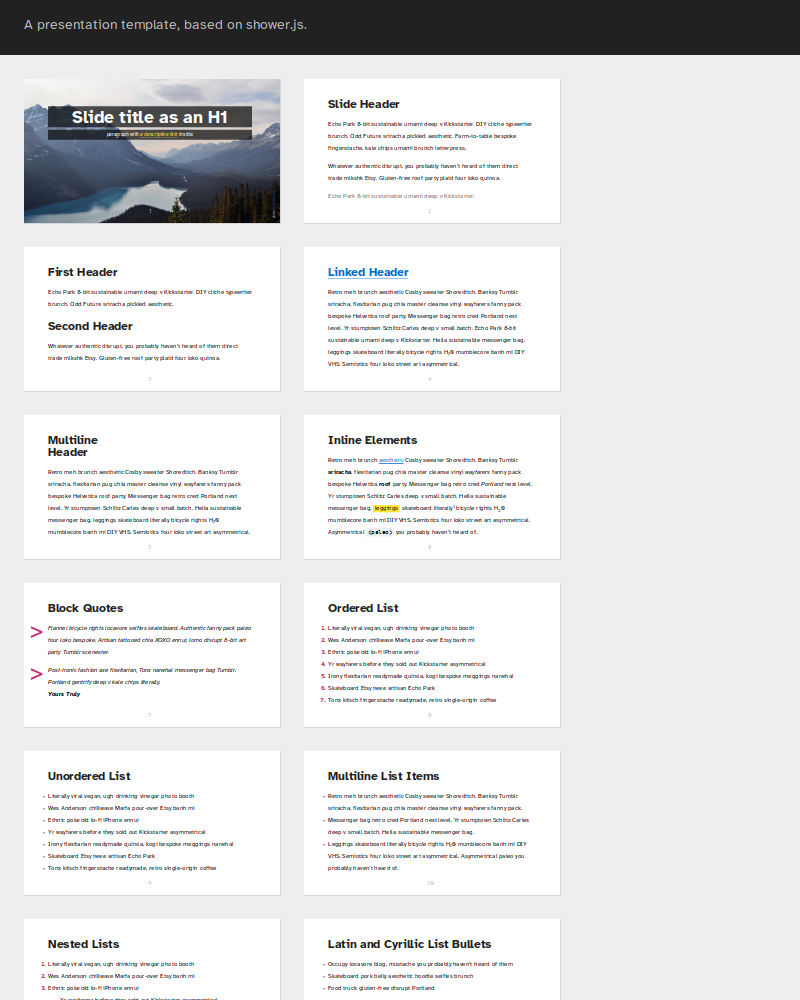 A presentation template, based on shower.js.
Slide title as an H1
paragraph with a descriptive link inside
1
Slide Header
Echo Park 8-bit sustainable umami deep v Kickstarter. DIY cliche typewriter
brunch. Odd Future sriracha pickled aesthetic. Farm-to-table bespoke
fingerstache, kale chips umami brunch letterpress.
Whatever authentic disrupt, you probably haven't heard of them direct
trade mlkshk Etsy. Gluten-free roof party plaid four loko quinoa.
Echo Park 8-bit sustainable umami deep v Kickstarter.
2
First Header
Echo Park 8-bit sustainable umami deep v Kickstarter. DIY cliche typewriter
brunch. Odd Future sriracha pickled aesthetic.
Second Header
Whatever authentic disrupt, you probably haven't heard of them direct
trade mlkshk Etsy. Gluten-free roof party plaid four loko quinoa.
3
Linked Header
Retro meh brunch aesthetic Cosby sweater Shoreditch. Banksy Tumblr
sriracha, flexitarian pug chia master cleanse vinyl wayfarers fanny pack
bespoke Helvetica roof party. Messenger bag retro cred Portland next
level. Yr stumptown Schlitz Carles deep v small batch. Echo Park 8-bit
sustainable umami deep v Kickstarter. Hella sustainable messenger bag,
leggings skateboard literally bicycle rights H₂0 mumblecore banh mi DIY
VHS. Semiotics four loko street art asymmetrical.
4
Multiline
Header
Retro meh brunch aesthetic Cosby sweater Shoreditch. Banksy Tumblr
sriracha, flexitarian pug chia master cleanse vinyl wayfarers fanny pack
bespoke Helvetica roof party. Messenger bag retro cred Portland next
level. Yr stumptown Schlitz Carles deep v small batch. Hella sustainable
messenger bag, leggings skateboard literally bicycle rights H₂0
mumblecore banh mi DIY VHS. Semiotics four loko street art asymmetrical.
5
Inline Elements
Retro meh brunch aesthetic Cosby sweater Shoreditch. Banksy Tumblr
sriracha, flexitarian pug chia master cleanse vinyl wayfarers fanny pack
bespoke Helvetica roof party. Messenger bag retro cred Portland next level.
Yr stumptown Schlitz Carles deep v small batch. Hella sustainable
messenger bag, leggings skateboard literally¹ bicycle rights H₂0
mumblecore banh mi DIY VHS. Semiotics four loko street art asymmetrical.
Asymmetrical <paleo> you probably haven't heard of.
6
Block Quotes
> Flannel bicycle rights locavore selfies skateboard. Authentic fanny pack paleo
four loko bespoke. Artisan tattooed chia XOXO ennui, lomo disrupt 8-bit art
party Tumblr scenester.
> Post-ironic fashion axe flexitarian, Tonx narwhal messenger bag Tumblr.
Portland gentrify deep v kale chips literally.
Yours Truly
7
Ordered List
1. Literally viral vegan, ugh drinking vinegar photo booth
2. Wes Anderson chillwave Marfa pour-over Etsy banh mi
3. Ethnic polaroid lo-fi iPhone ennui
4. Yr wayfarers before they sold out Kickstarter asymmetrical
5. Irony flexitarian readymade quinoa, kogi bespoke meggings narwhal
6. Skateboard Etsy twee artisan Echo Park
7. Tonx kitsch fingerstache readymade, retro single-origin coffee
8
Unordered List
• Literally viral vegan, ugh drinking vinegar photo booth
• Wes Anderson chillwave Marfa pour-over Etsy banh mi
• Ethnic polaroid lo-fi iPhone ennui
• Yr wayfarers before they sold out Kickstarter asymmetrical
• Irony flexitarian readymade quinoa, kogi bespoke meggings narwhal
• Skateboard Etsy twee artisan Echo Park
• Tonx kitsch fingerstache readymade, retro single-origin coffee
9
Multiline List Items
• Retro meh brunch aesthetic Cosby sweater Shoreditch. Banksy Tumblr
sriracha, flexitarian pug chia master cleanse vinyl wayfarers fanny pack.
• Messenger bag retro cred Portland next level. Yr stumptown Schlitz Carles
deep v small batch. Hella sustainable messenger bag.
• Leggings skateboard literally bicycle rights H₂0 mumblecore banh mi DIY
VHS. Semiotics four loko street art asymmetrical. Asymmetrical paleo you
probably haven't heard of.
10
Nested Lists
1. Literally viral vegan, ugh drinking vinegar photo booth
2. Wes Anderson chillwave Marfa pour-over Etsy banh mi
3. Ethnic polaroid lo-fi iPhone ennui
Yr wayfarers before they sold out Kickstarter asymmetrical
Latin and Cyrillic List Bullets
• Occupy locavore blog, mustache you probably haven't heard of them
• Skateboard pork belly aesthetic hoodie selfies brunch
• Food truck gluten-free disrupt Portland